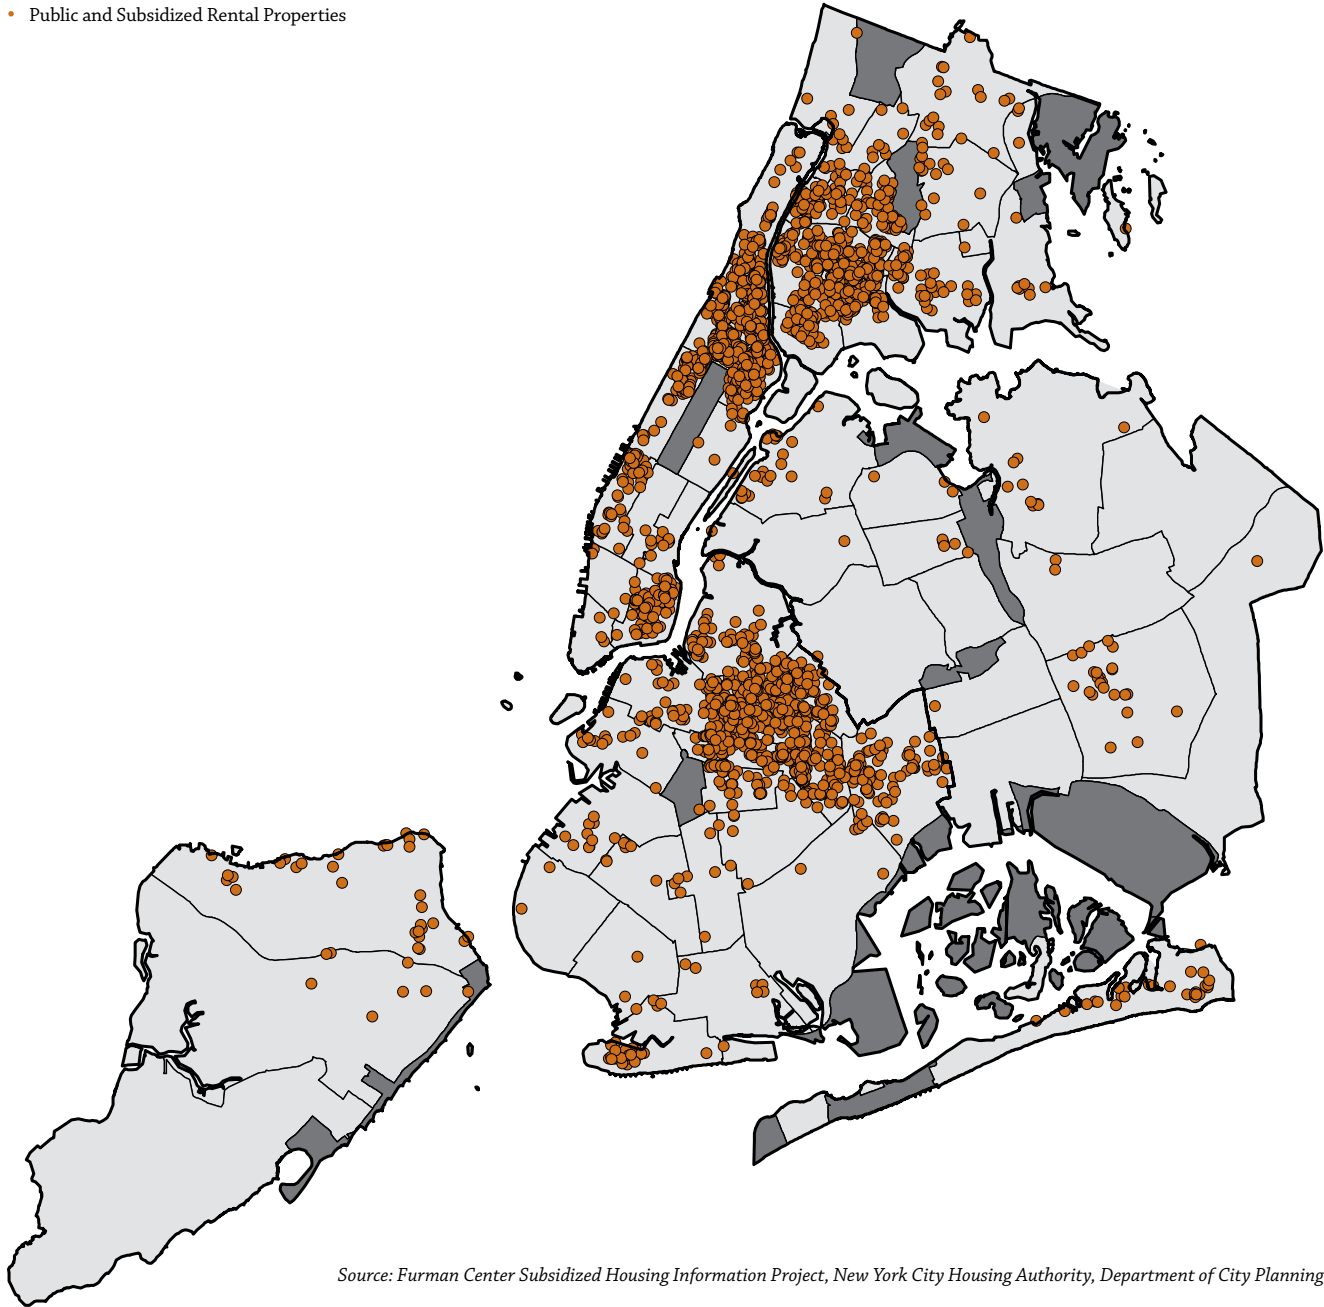 Public and Subsidized Rental Properties
Source: Furman Center Subsidized Housing Information Project, New York City Housing Authority, Department of City Planning